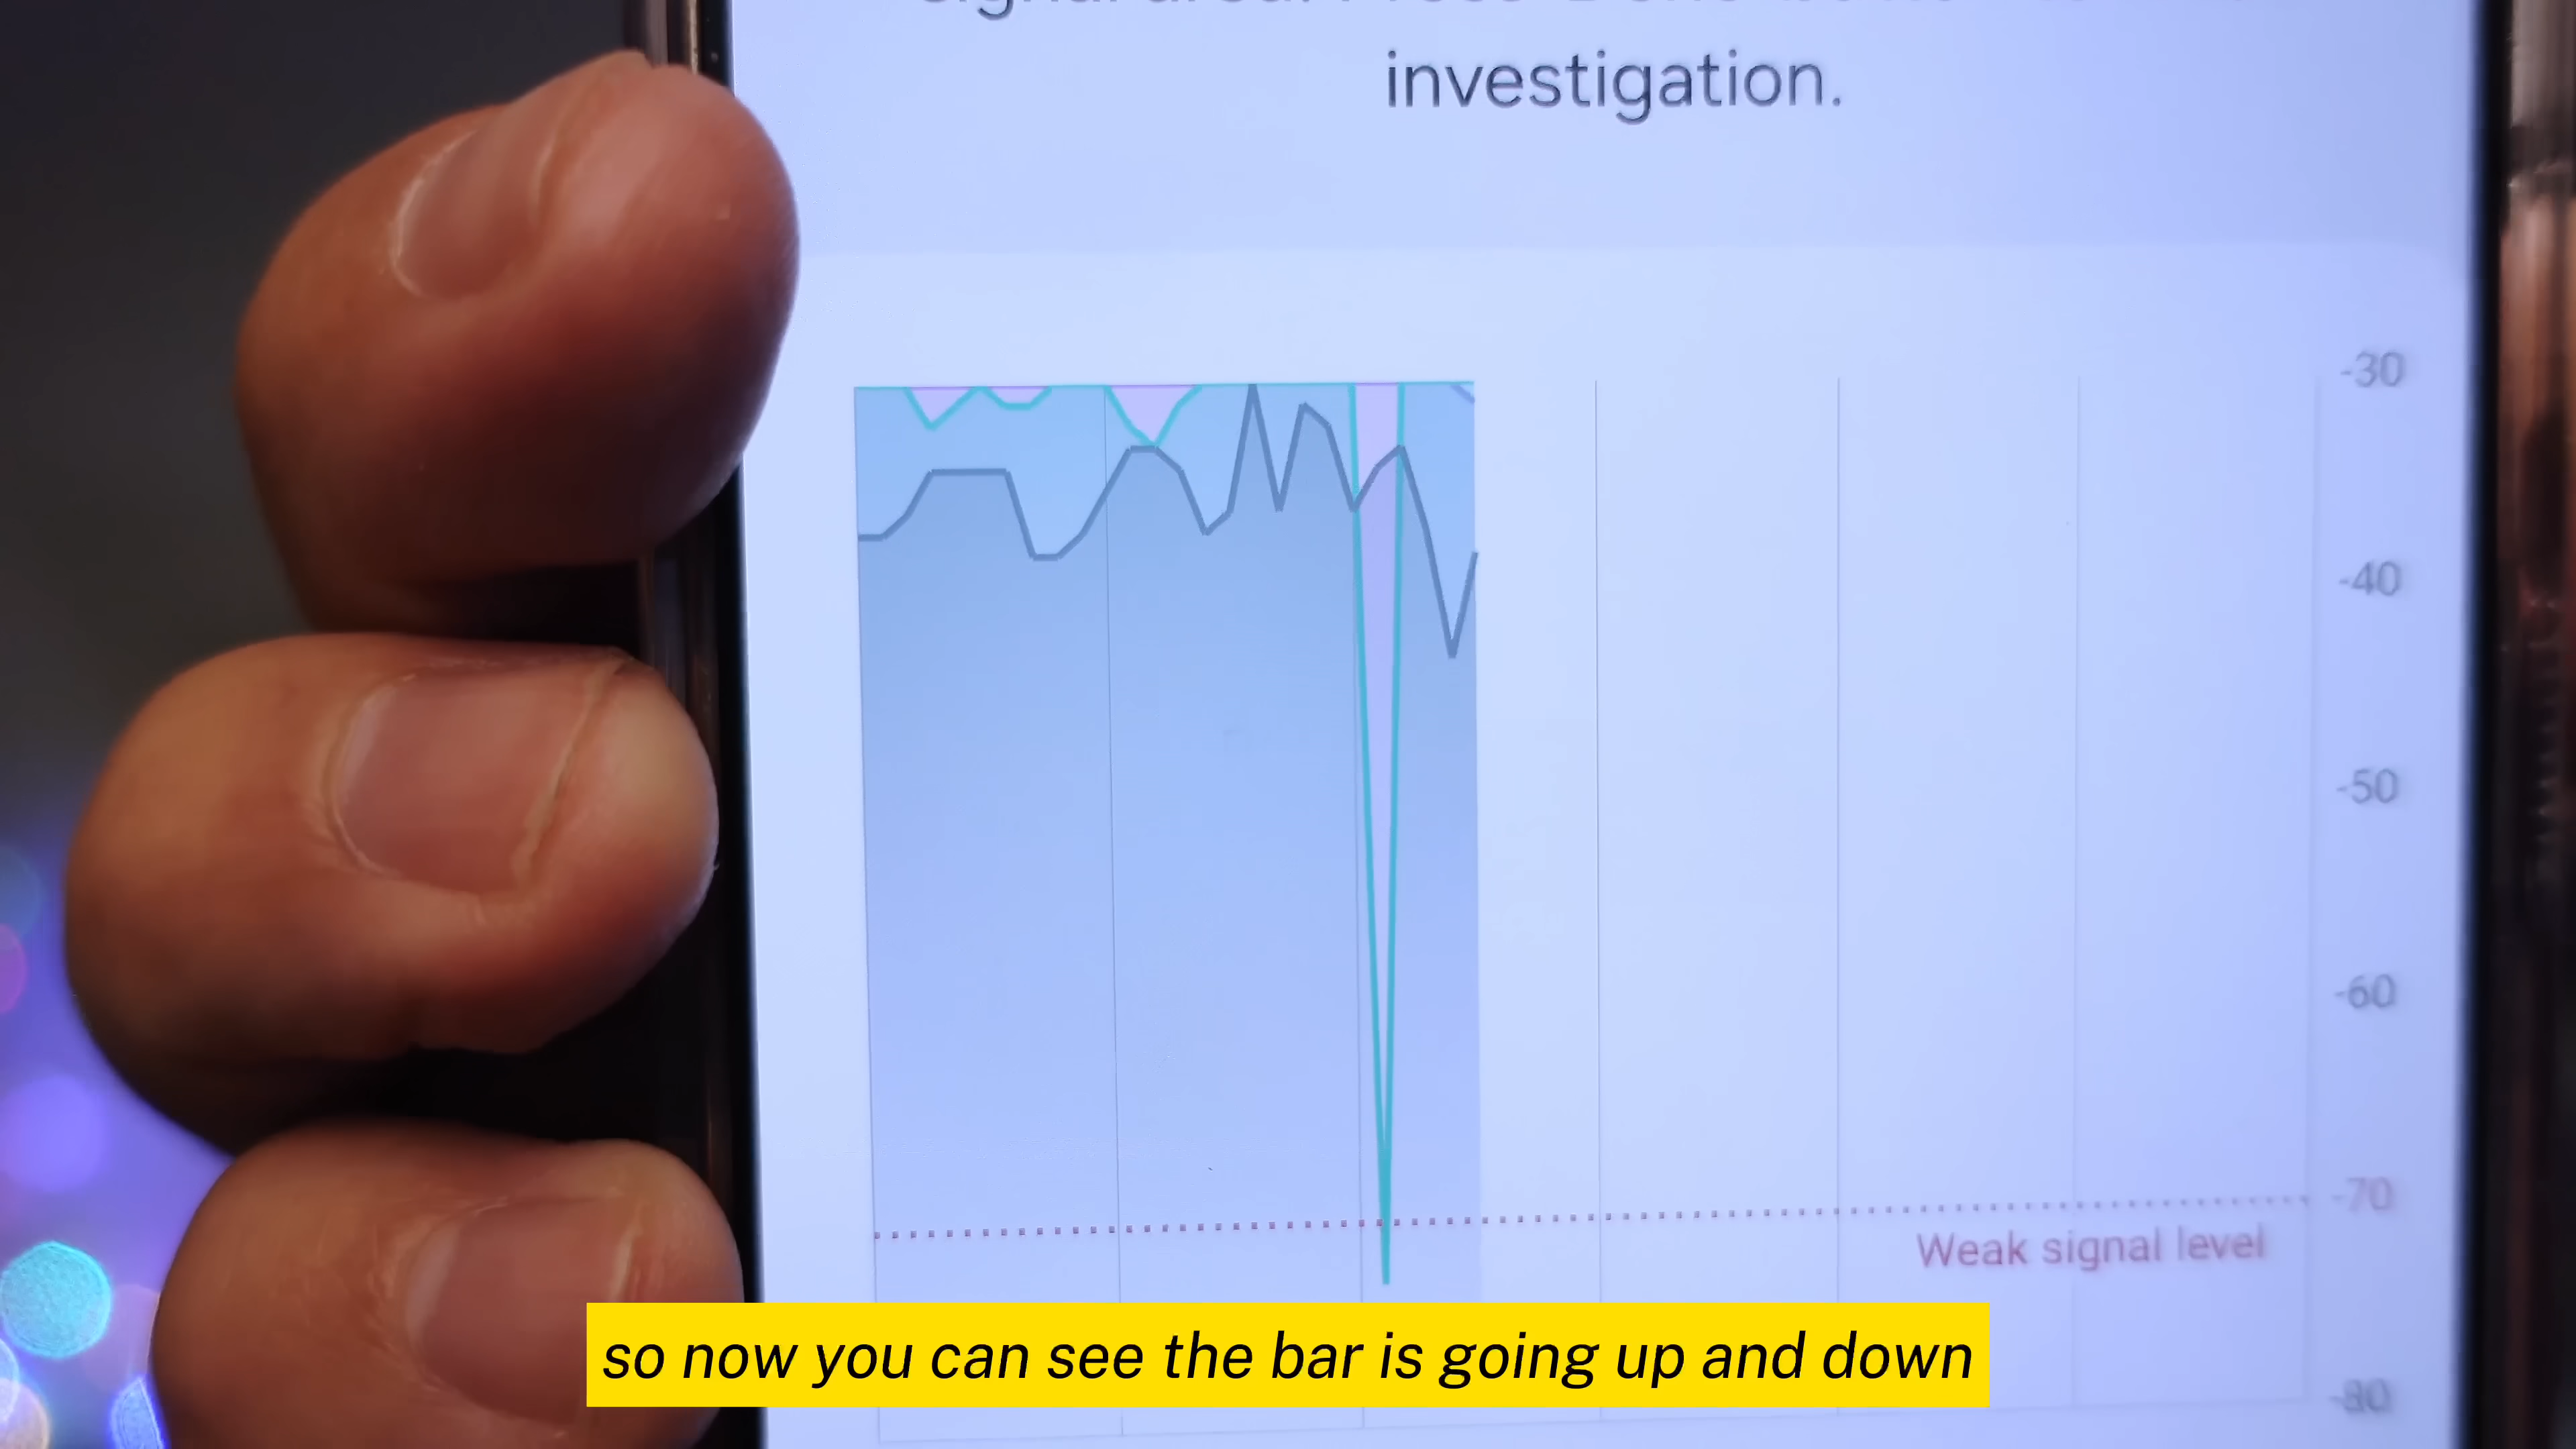 investigation.
-30
-40
-50
-60
-70
Weak signal level
-80
so now you can see the bar is going up and down